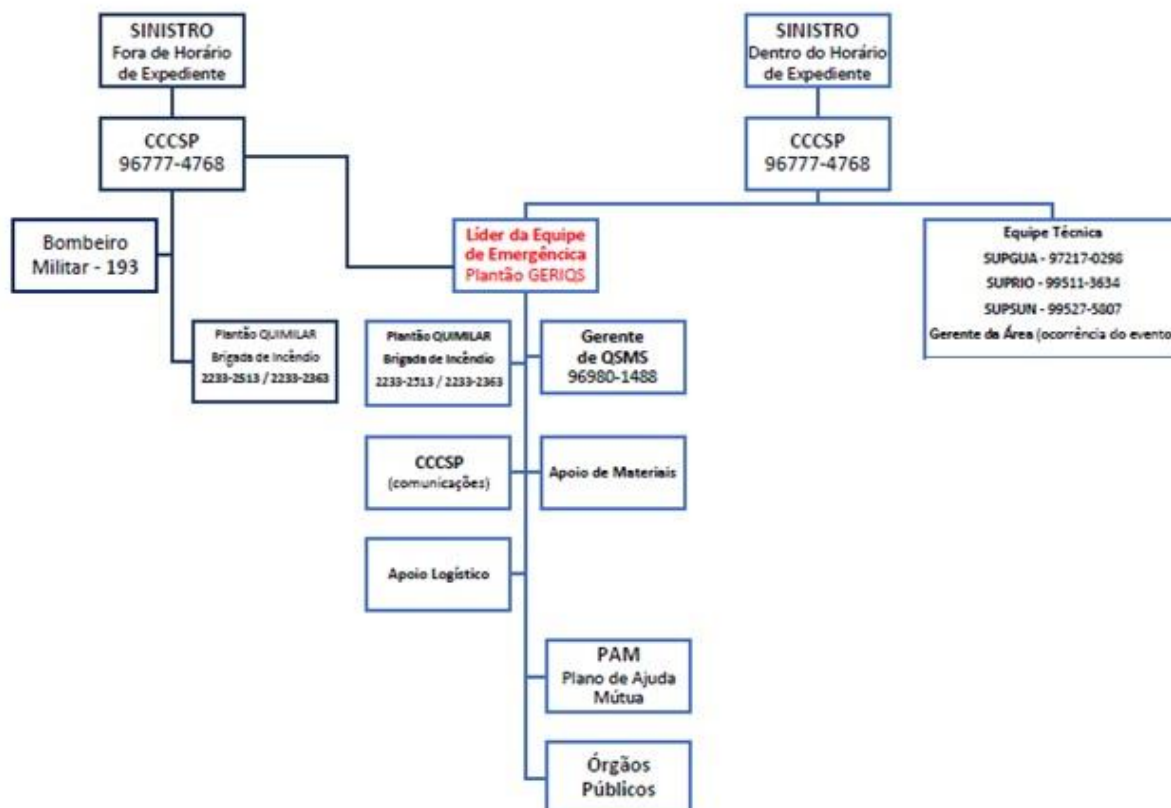 SINISTRO
Fora de Horário
de Expediente
SINISTRO
Dentro do Horário
de Expediente
CCCSP
96777-4768
CCCSP
96777-4768
Bombeiro
Militar - 193
Líder da Equipe
de Emergêncica
Plantão GERIQS
Equipe Técnica
SUPGUA - 97217-0298
SUPRIO - 99511-3634
SUPSUN - 99527-5807
Gerente da Área (ocorrência do evento
Plantão QUIMILAR
Brigada de Incêndio
2233-2513 / 2233-2363
Plantão QUIMILAR
Brigada de Incêndio
2233-2513 / 2233-2363
Gerente
de QSMS
96980-1488
CCCSP
(comunicações)
Apoio de Materiais
Apoio Logístico
PAM
Plano de Ajuda
Mútua
Órgãos
Públicos